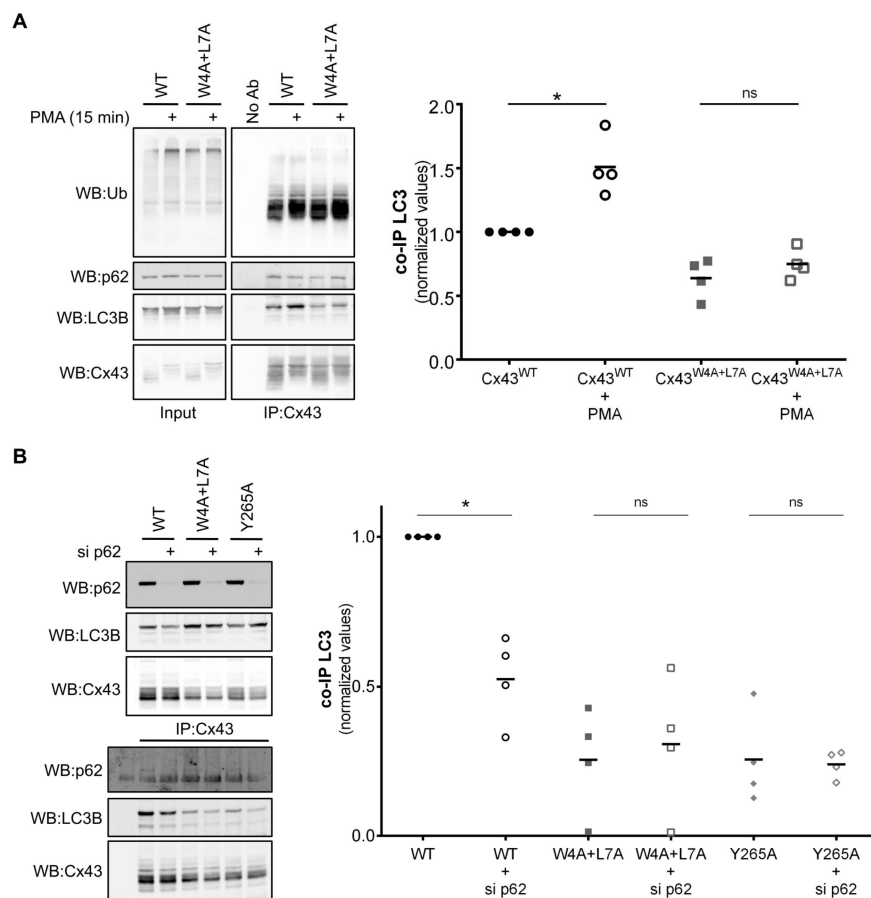 A
WT
W4A+L7A
No Ab
WT
W4A+L7A
PMA (15 min)
+
+
+
+
WB:Ub
WB:p62
WB:LC3B
WB:Cx43
Input
IP:Cx43
2.0
1.5
1.0
0.5
0.0
co-IP LC3
(normalized values)
*
ns
Cx43WT
Cx43WT
+
PMA
Cx43W4A+L7A
Cx43W4A+L7A
+
PMA
B
WT
W4A+L7A
Y265A
si p62
+
+
+
WB:p62
WB:LC3B
WB:Cx43
IP:Cx43
WB:p62
WB:LC3B
WB:Cx43
1.0
0.5
0.0
co-IP LC3
(normalized values)
*
ns
ns
WT
WT
+
si p62
W4A+L7A
W4A+L7A
+
si p62
Y265A
Y265A
+
si p62